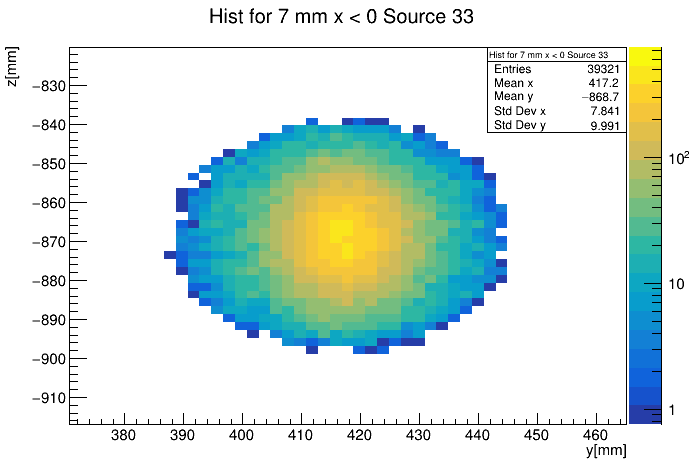 Hist for 7 mm x < 0 Source 33
z[mm]
Hist for 7 mm x < 0 Source 33
Entries 39321
Mean x 417.2
Mean y −868.7
Std Dev x 7.841
Std Dev y 9.991
−830
−840
−850
−860
−870
−880
−890
−900
−910
10²
10
1
380 390 400 410 420 430 440 450 460
y[mm]